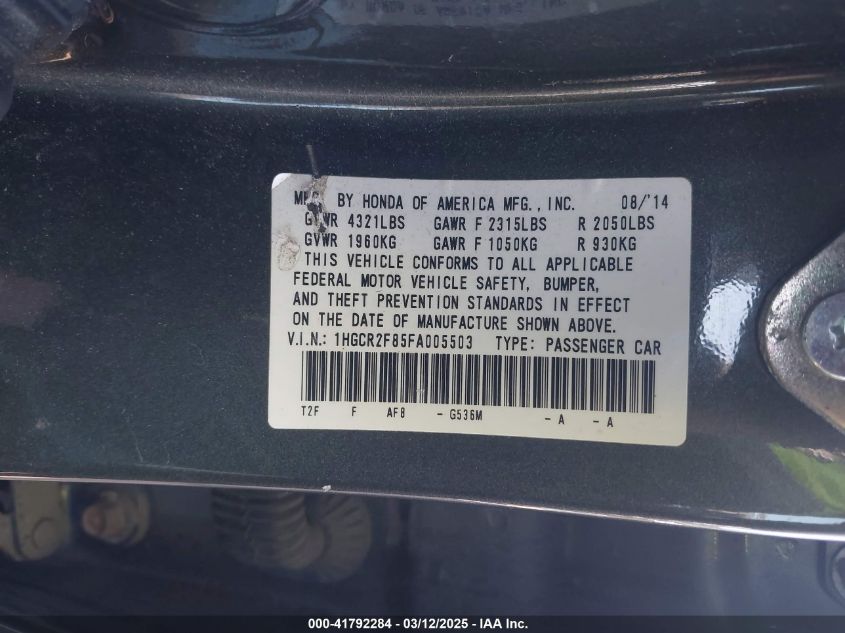 MFD BY HONDA OF AMERICA MFG., INC. 08/'14
GVWR 4321LBS GAWR F 2315LBS R 2050LBS
GVWR 1960KG GAWR F 1050KG R 930KG
THIS VEHICLE CONFORMS TO ALL APPLICABLE
FEDERAL MOTOR VEHICLE SAFETY, BUMPER,
AND THEFT PREVENTION STANDARDS IN EFFECT
ON THE DATE OF MANUFACTURE SHOWN ABOVE.
V.I.N.: 1HGCR2F85FA005503 TYPE: PASSENGER CAR
T2F F AF8 - G536M - A - A
000-41792284 - 03/12/2025 - IAA Inc.